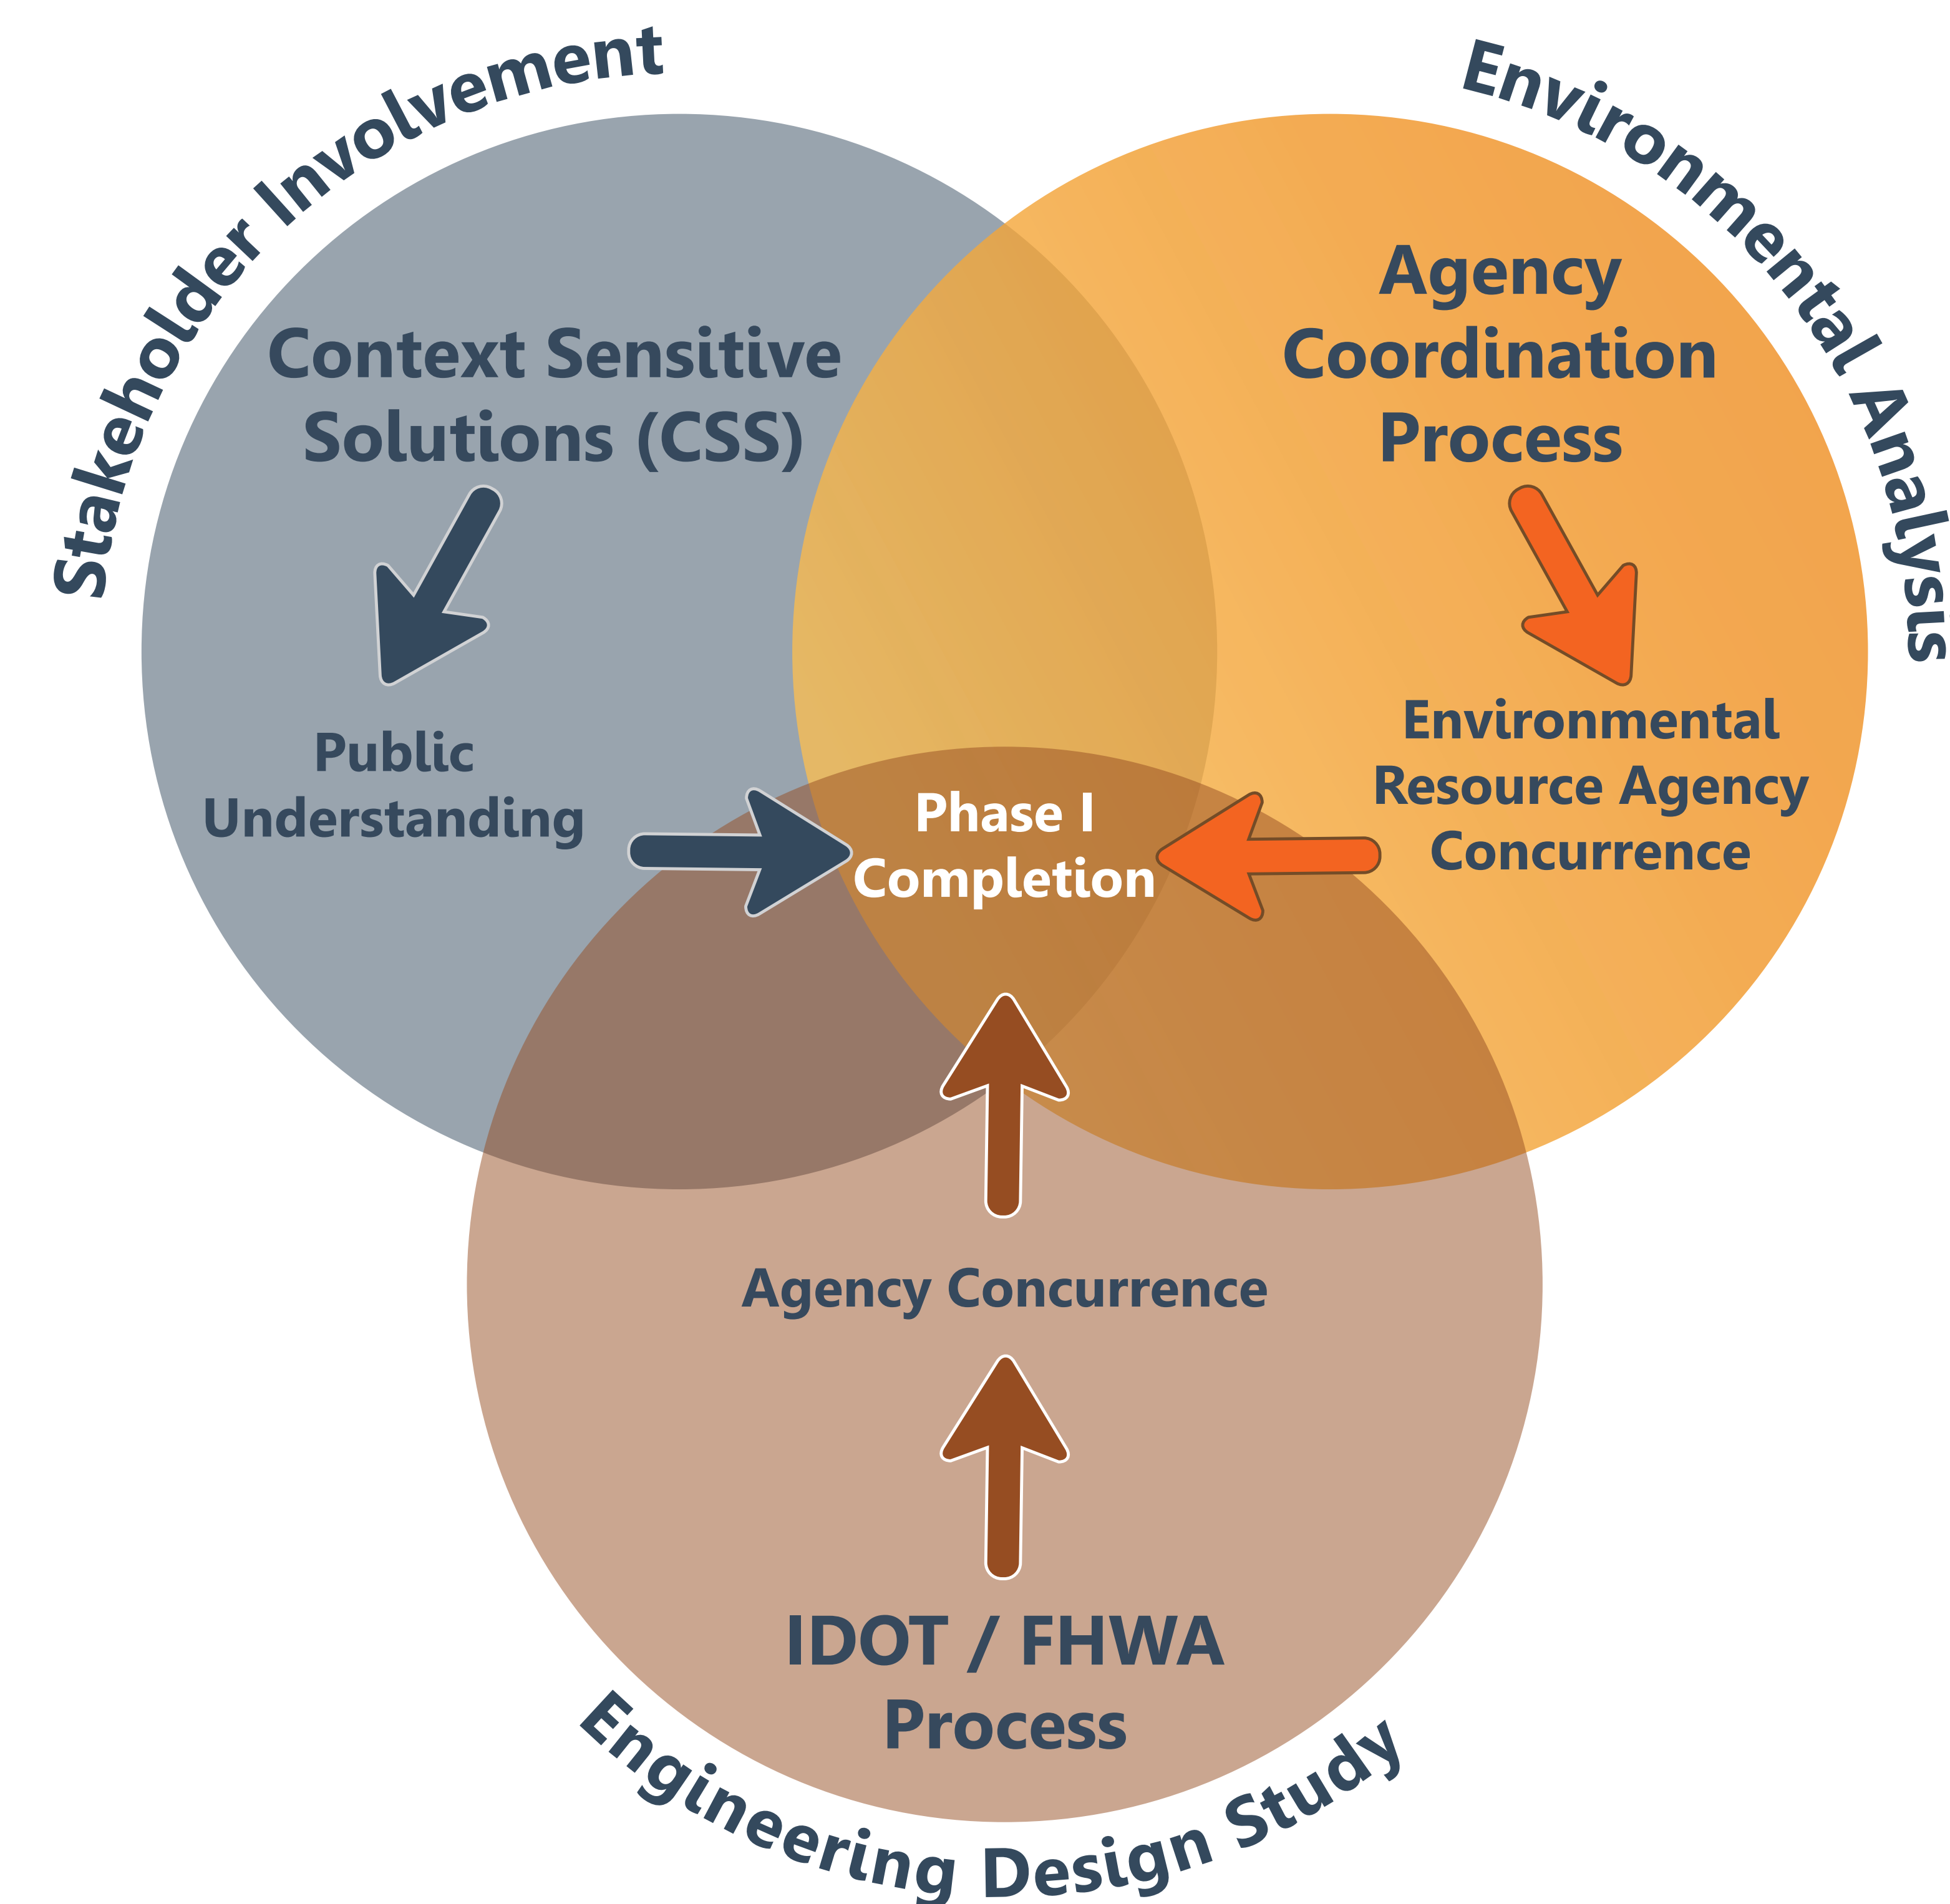 Stakeholder Involvement
Environmental Analysis
Context Sensitive
Solutions (CSS)
Agency
Coordination
Process
Public
Understanding
Environmental
Resource Agency
Concurrence
Phase I
Completion
Agency Concurrence
IDOT / FHWA
Process
Engineering Design Study